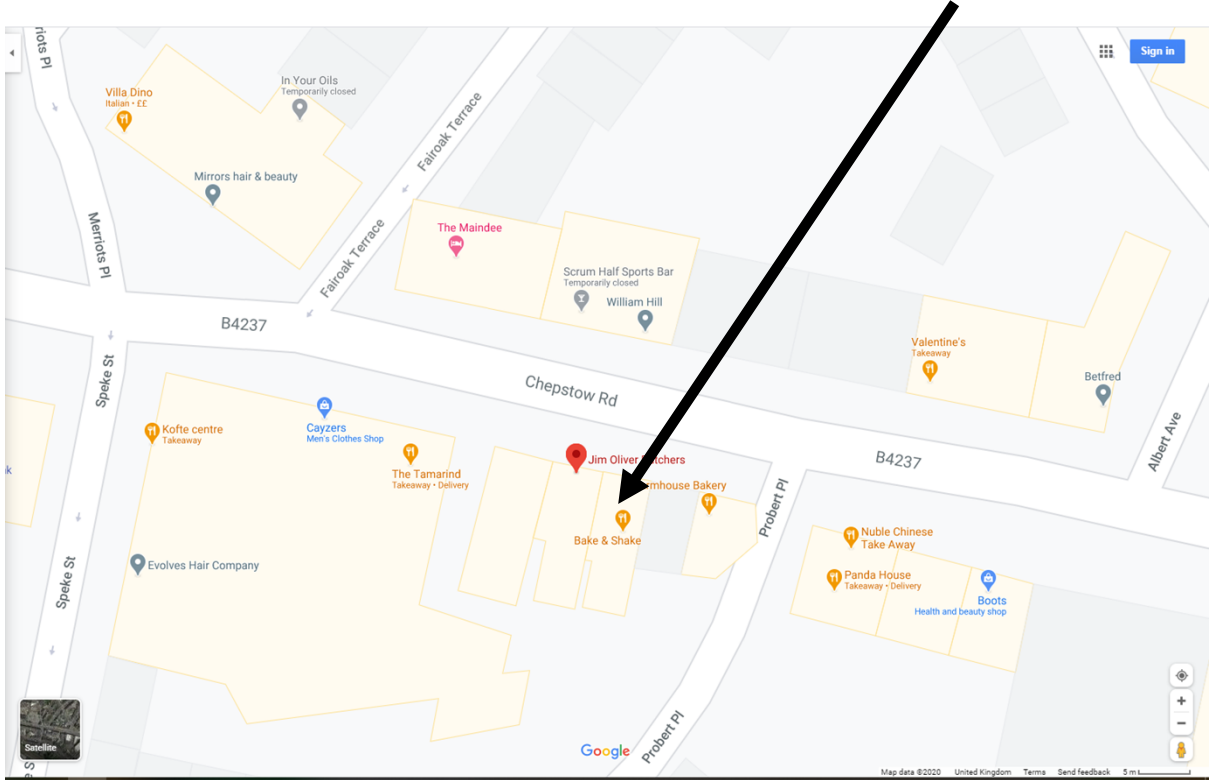 riots Pl
Sign in
In Your Oils
Temporarily closed
Villa Dino
Italian • ££
Fairoak Terrace
Mirrors hair & beauty
Merriots Pl
The Maindee
Fairoak Terrace
Scrum Half Sports Bar
Temporarily closed
William Hill
B4237
Valentine's
Takeaway
Speke St
Chepstow Rd
Betfred
Kofte centre
Takeaway
Cayzers
Men's Clothes Shop
Albert Ave
Jim Oliver tchers
B4237
k
The Tamarind
Takeaway • Delivery
rmhouse Bakery
Probert Pl
Bake & Shake
Nuble Chinese
Take Away
Evolves Hair Company
Panda House
Takeaway • Delivery
Speke St
Boots
Health and beauty shop
Satellite
Google
Probert Pl
e S
Map data ©2020 United Kingdom Terms Send feedback 5 m